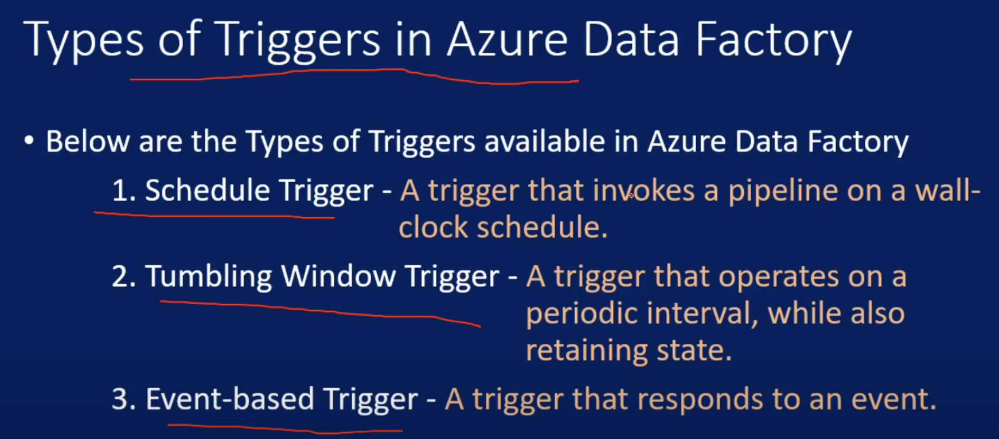 Types of Triggers in Azure Data Factory
• Below are the Types of Triggers available in Azure Data Factory
1. Schedule Trigger - A trigger that invokes a pipeline on a wall-
clock schedule.
2. Tumbling Window Trigger - A trigger that operates on a
periodic interval, while also
retaining state.
3. Event-based Trigger - A trigger that responds to an event.